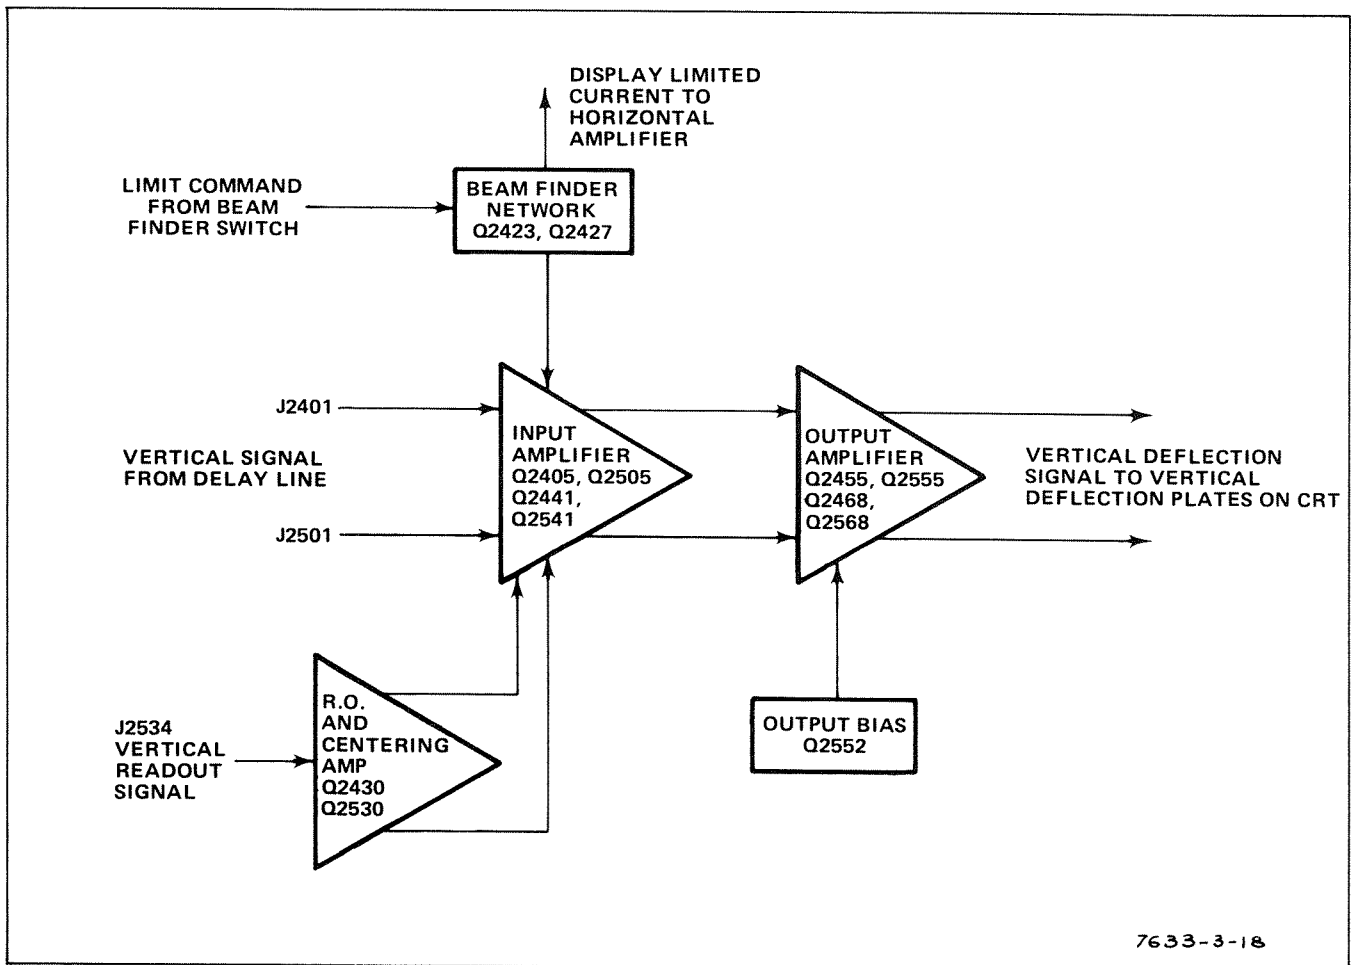 DISPLAY LIMITED
CURRENT TO
HORIZONTAL
AMPLIFIER
LIMIT COMMAND
FROM BEAM
FINDER SWITCH
BEAM FINDER
NETWORK
Q2423, Q2427
J2401
VERTICAL SIGNAL
FROM DELAY LINE
J2501
INPUT
AMPLIFIER
Q2405, Q2505
Q2441,
Q2541
OUTPUT
AMPLIFIER
Q2455, Q2555
Q2468,
Q2568
VERTICAL DEFLECTION
SIGNAL TO VERTICAL
DEFLECTION PLATES ON CRT
J2534
VERTICAL
READOUT
SIGNAL
R.O.
AND
CENTERING
AMP
Q2430
Q2530
OUTPUT BIAS
Q2552
7633-3-18